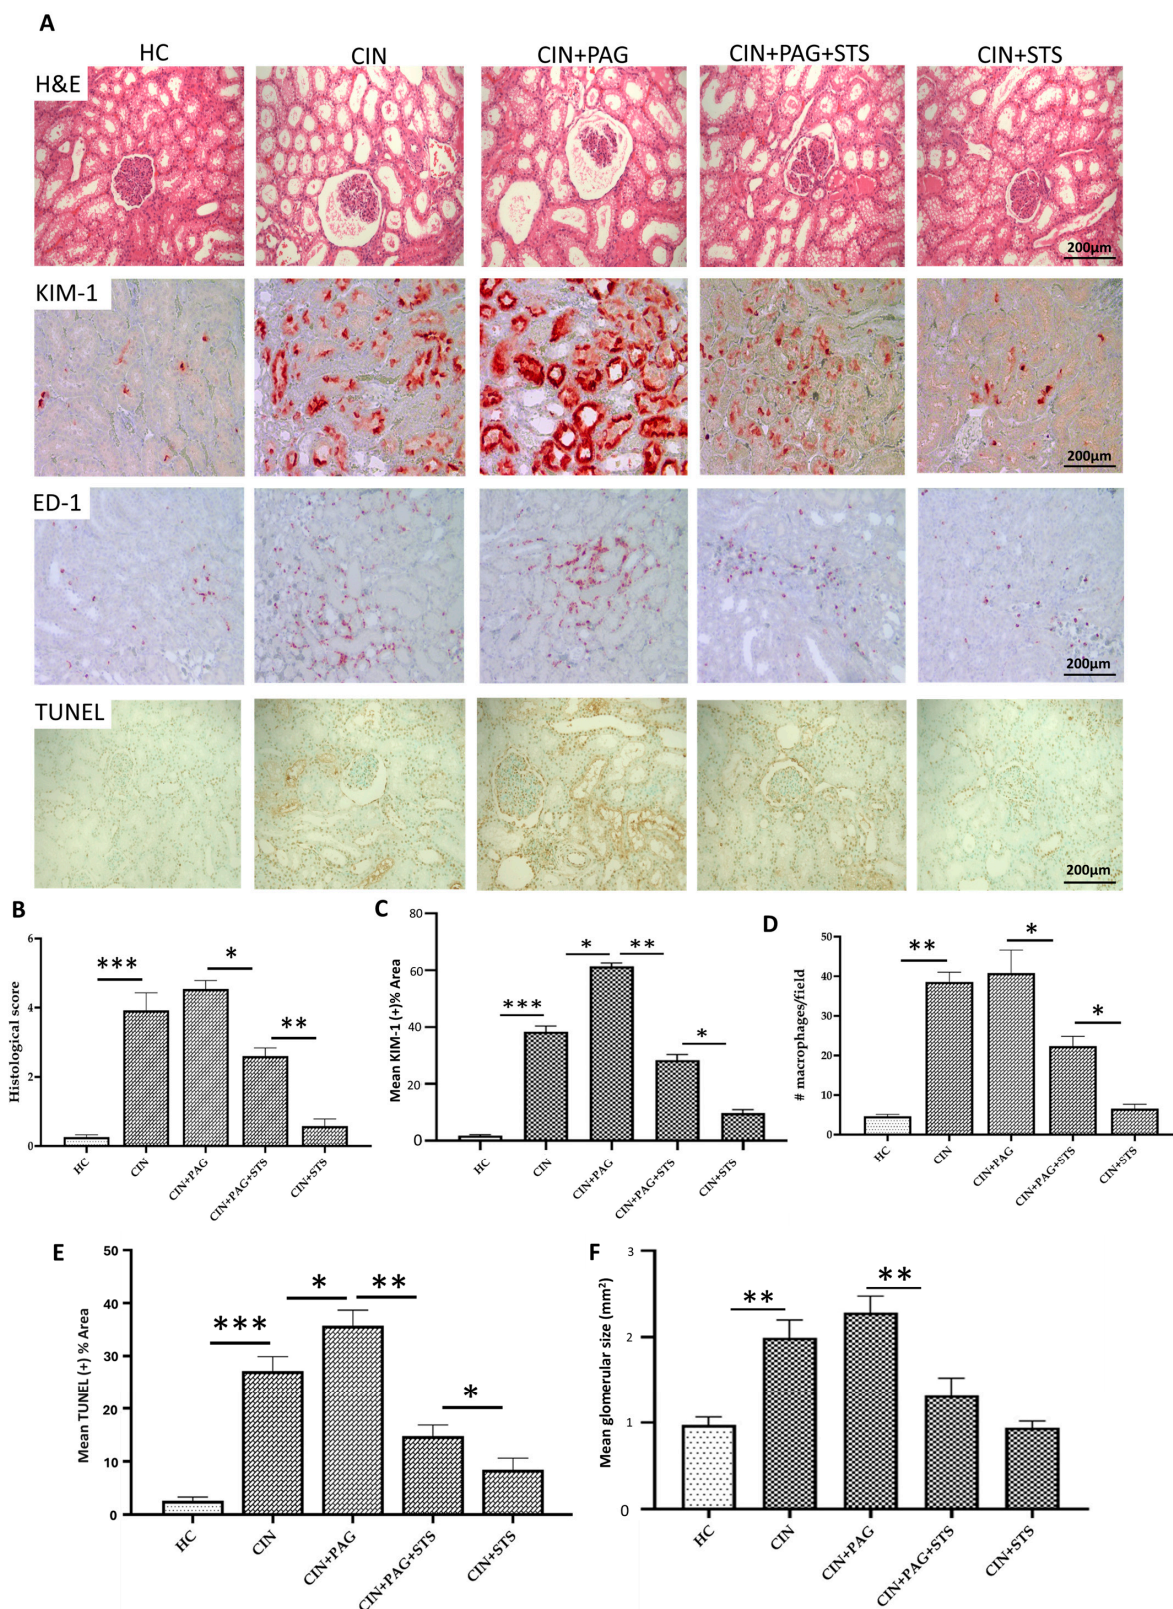 A
HC CIN CIN+PAG CIN+PAG+STS CIN+STS
H&E
200μm
KIM-1
200μm
ED-1
200μm
TUNEL
200μm
B
Histological score
6
4
2
0
*** * **
HC CIN CIN+PAG CIN+PAG+STS CIN+STS
C
Mean KIM-1 (+)% Area
80
60
40
20
0
*** * ** *
HC CIN CIN+PAG CIN+PAG+STS CIN+STS
D
# macrophages/field
50
40
30
20
10
0
** * *
HC CIN CIN+PAG CIN+PAG+STS CIN+STS
E
Mean TUNEL (+) % Area
50
40
30
20
10
0
*** * ** *
HC CIN CIN+PAG CIN+PAG+STS CIN+STS
F
Mean glomerular size (mm²)
3
2
1
0
** **
HC CIN CIN+PAG CIN+PAG+STS CIN+STS